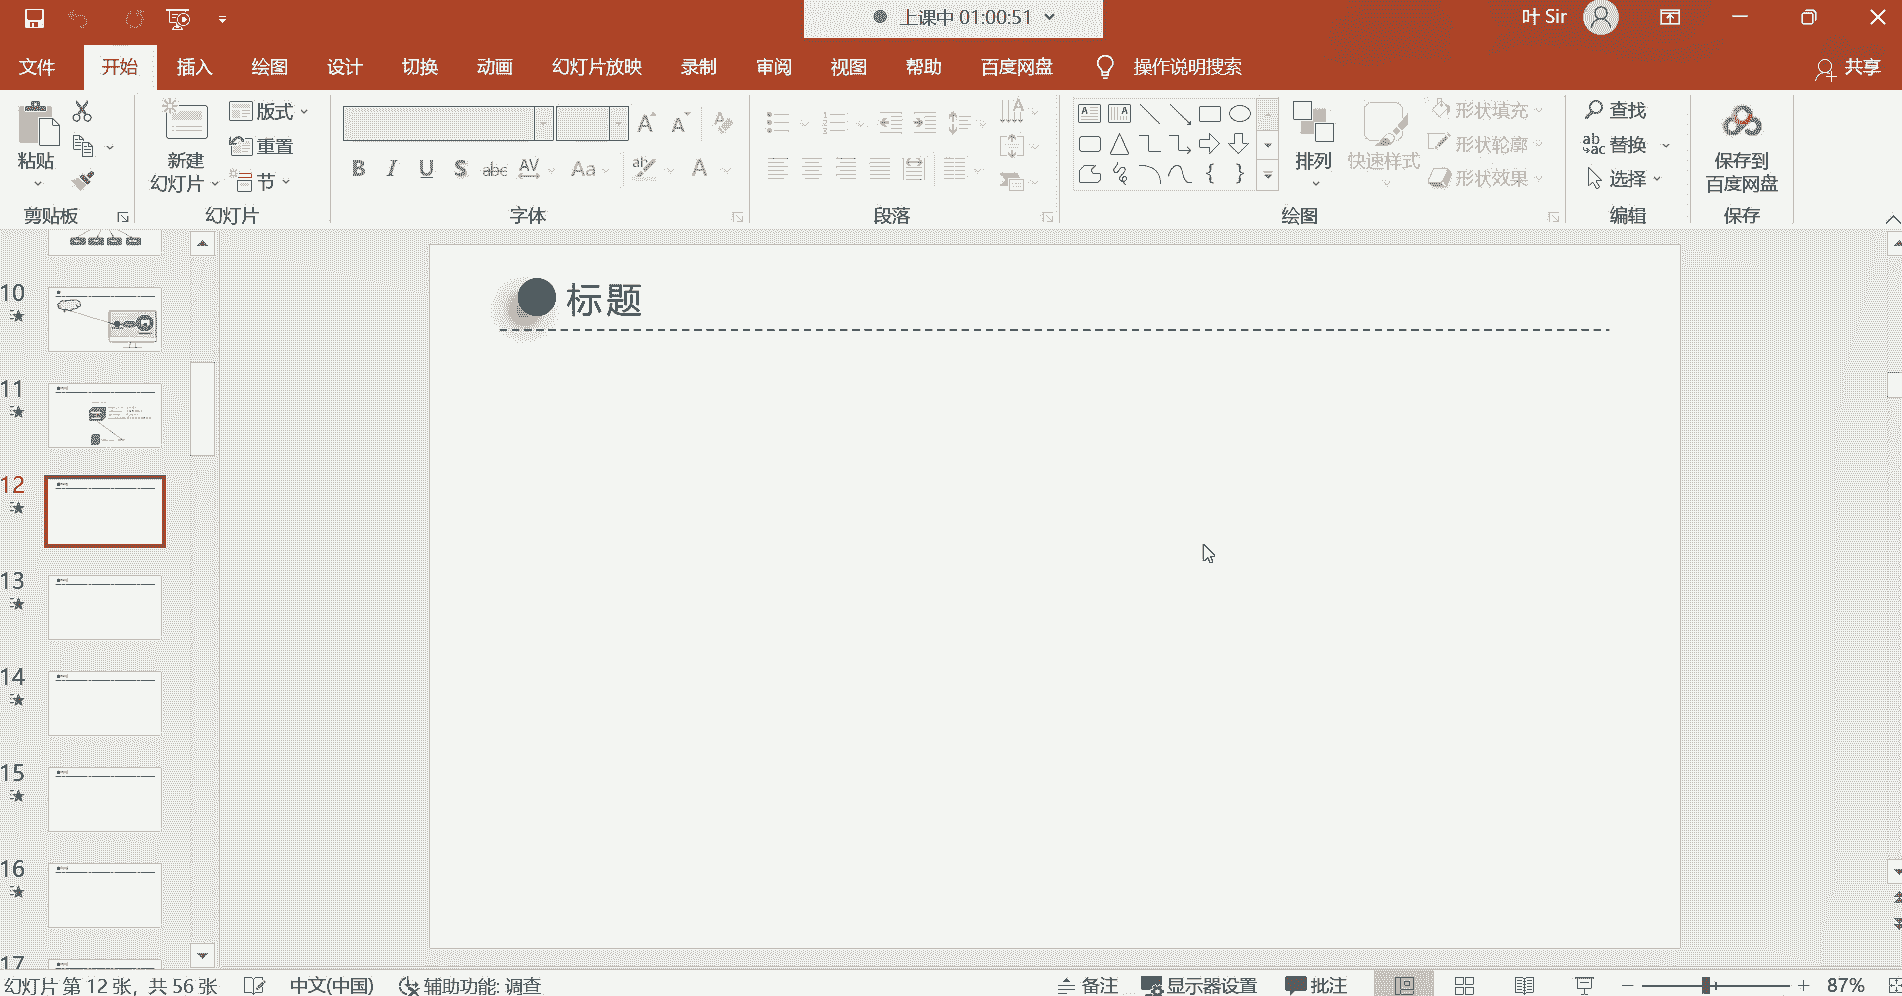 上课中 01:00:51
叶 Sir
文件 开始 插入 绘图 设计 切换 动画 幻灯片放映 录制 审阅 视图 帮助 百度网盘 操作说明搜索 共享
粘贴
剪贴板
新建
幻灯片
版式
重置
节
幻灯片
B I U S abc AV Aa A
字体
段落
排列
快速样式
形状填充
形状轮廓
形状效果
绘图
查找
替换
选择
编辑
保存到
百度网盘
保存
10
11
12
13
14
15
16
17
标题
幻灯片 第 12 张，共 56 张 中文(中国) 辅助功能: 调查 备注 显示器设置 批注 87%